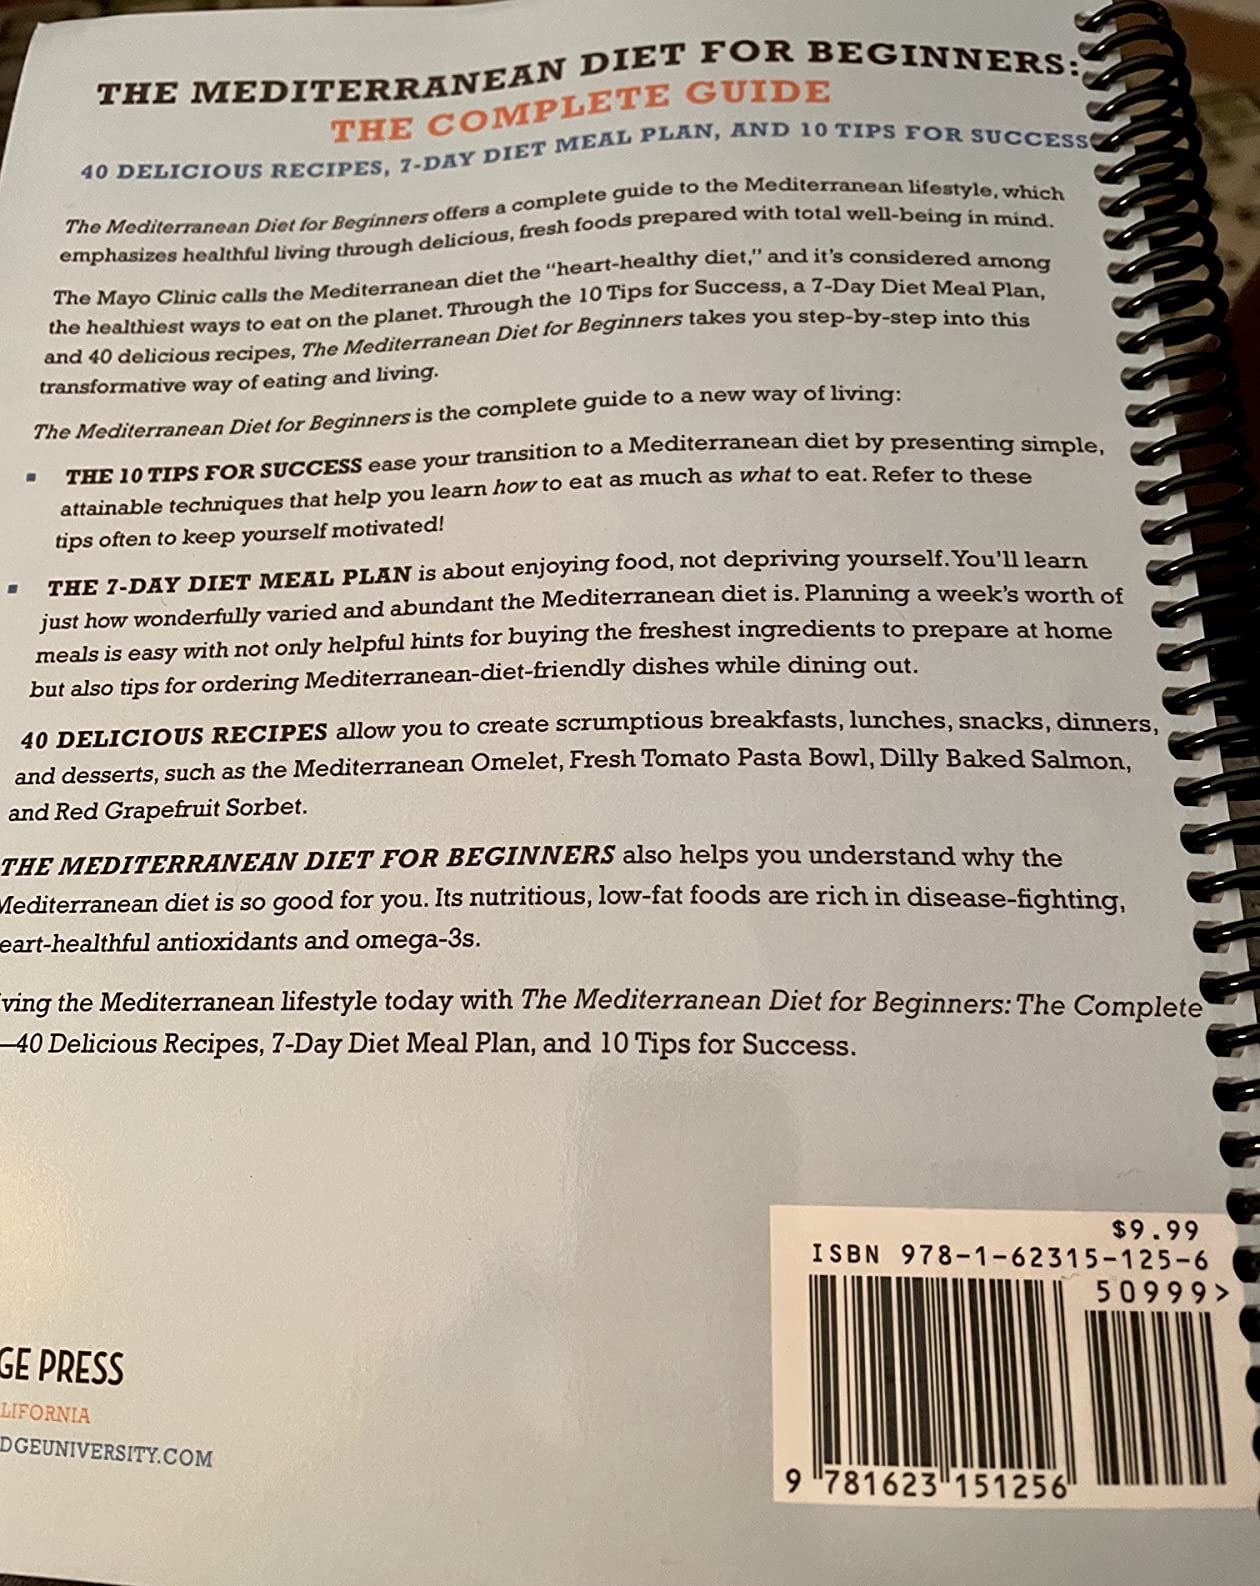 THE MEDITERRANEAN DIET FOR BEGINNERS:
THE COMPLETE GUIDE
40 DELICIOUS RECIPES, 7-DAY DIET MEAL PLAN, AND 10 TIPS FOR SUCCESS
The Mediterranean Diet for Beginners offers a complete guide to the Mediterranean lifestyle, which
emphasizes healthful living through delicious, fresh foods prepared with total well-being in mind.
The Mayo Clinic calls the Mediterranean diet the "heart-healthy diet," and it's considered among
the healthiest ways to eat on the planet. Through the 10 Tips for Success, a 7-Day Diet Meal Plan,
and 40 delicious recipes, The Mediterranean Diet for Beginners takes you step-by-step into this
transformative way of eating and living.
The Mediterranean Diet for Beginners is the complete guide to a new way of living:
▪ THE 10 TIPS FOR SUCCESS ease your transition to a Mediterranean diet by presenting simple,
attainable techniques that help you learn how to eat as much as what to eat. Refer to these
tips often to keep yourself motivated!
▪ THE 7-DAY DIET MEAL PLAN is about enjoying food, not depriving yourself. You'll learn
just how wonderfully varied and abundant the Mediterranean diet is. Planning a week's worth of
meals is easy with not only helpful hints for buying the freshest ingredients to prepare at home
but also tips for ordering Mediterranean-diet-friendly dishes while dining out.
40 DELICIOUS RECIPES allow you to create scrumptious breakfasts, lunches, snacks, dinners,
and desserts, such as the Mediterranean Omelet, Fresh Tomato Pasta Bowl, Dilly Baked Salmon,
and Red Grapefruit Sorbet.
THE MEDITERRANEAN DIET FOR BEGINNERS also helps you understand why the
Mediterranean diet is so good for you. Its nutritious, low-fat foods are rich in disease-fighting,
eart-healthful antioxidants and omega-3s.
ving the Mediterranean lifestyle today with The Mediterranean Diet for Beginners: The Complete
—40 Delicious Recipes, 7-Day Diet Meal Plan, and 10 Tips for Success.
$9.99
ISBN 978-1-62315-125-6
50999>
9 781623 151256
GE PRESS
LIFORNIA
DGEUNIVERSITY.COM